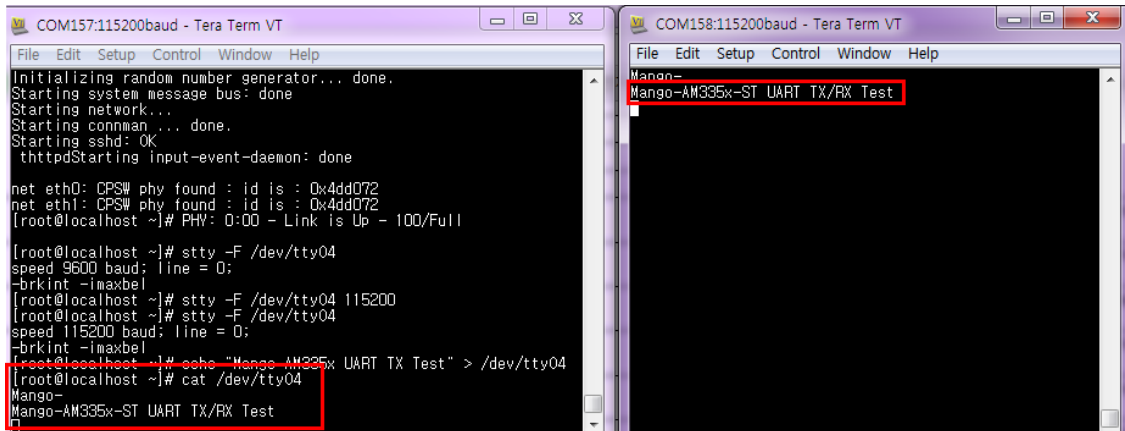 COM157:115200baud - Tera Term VT
File Edit Setup Control Window Help
Initializing random number generator... done.
Starting system message bus: done
Starting network...
Starting connman ... done.
Starting sshd: OK
thttpdStarting input-event-daemon: done
net eth0: CPSW phy found : id is : 0x4dd072
net eth1: CPSW phy found : id is : 0x4dd072
[root@localhost ~]# PHY: 0:00 - Link is Up - 100/Full
[root@localhost ~]# stty -F /dev/ttyO4
speed 9600 baud; line = 0;
-brkint -imaxbel
[root@localhost ~]# stty -F /dev/ttyO4 115200
[root@localhost ~]# stty -F /dev/ttyO4
speed 115200 baud; line = 0;
-brkint -imaxbel
[root@localhost ~]# echo "Mango-AM335x UART TX Test" > /dev/ttyO4
[root@localhost ~]# cat /dev/ttyO4
Mango-
Mango-AM335x-ST UART TX/RX Test
COM158:115200baud - Tera Term VT
File Edit Setup Control Window Help
Mango-
Mango-AM335x-ST UART TX/RX Test